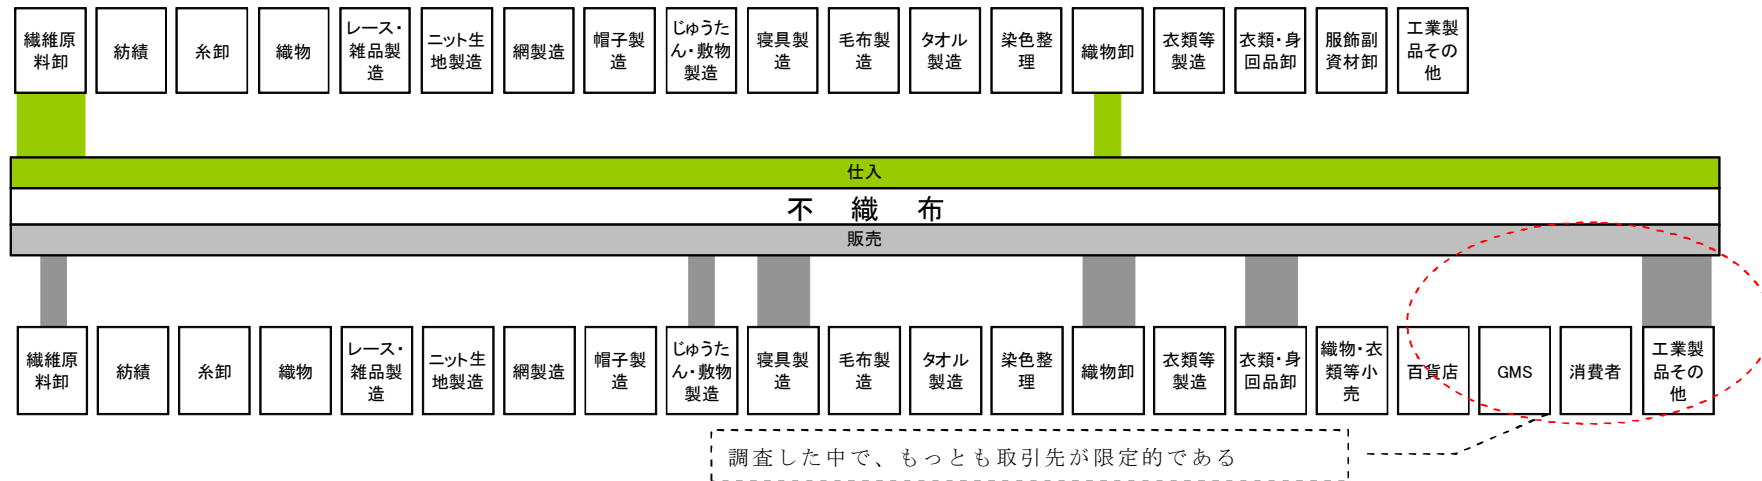 繊維原
料卸
紡績
糸卸
織物
レース・
雑品製
造
ニット生
地製造
網製造
帽子製
造
じゅうた
ん・敷物
製造
寝具製
造
毛布製
造
タオル
製造
染色整
理
織物卸
衣類等
製造
衣類・身
回品卸
服飾副
資材卸
工業製
品その
他
仕入
不 織 布
販売
繊維原
料卸
紡績
糸卸
織物
レース・
雑品製
造
ニット生
地製造
網製造
帽子製
造
じゅうた
ん・敷物
製造
寝具製
造
毛布製
造
タオル
製造
染色整
理
織物卸
衣類等
製造
衣類・身
回品卸
織物・衣
類等小
売
百貨店
GMS
消費者
工業製
品その
他
調査した中で、もっとも取引先が限定的である